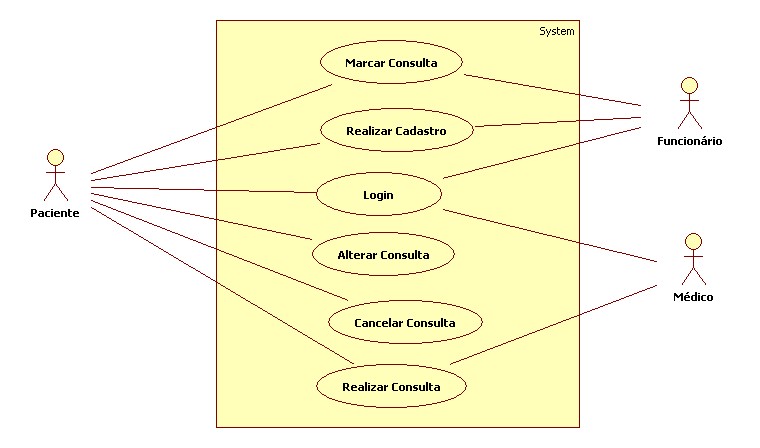 System
Marcar Consulta
Realizar Cadastro
Funcionário
Login
Paciente
Alterar Consulta
Médico
Cancelar Consulta
Realizar Consulta